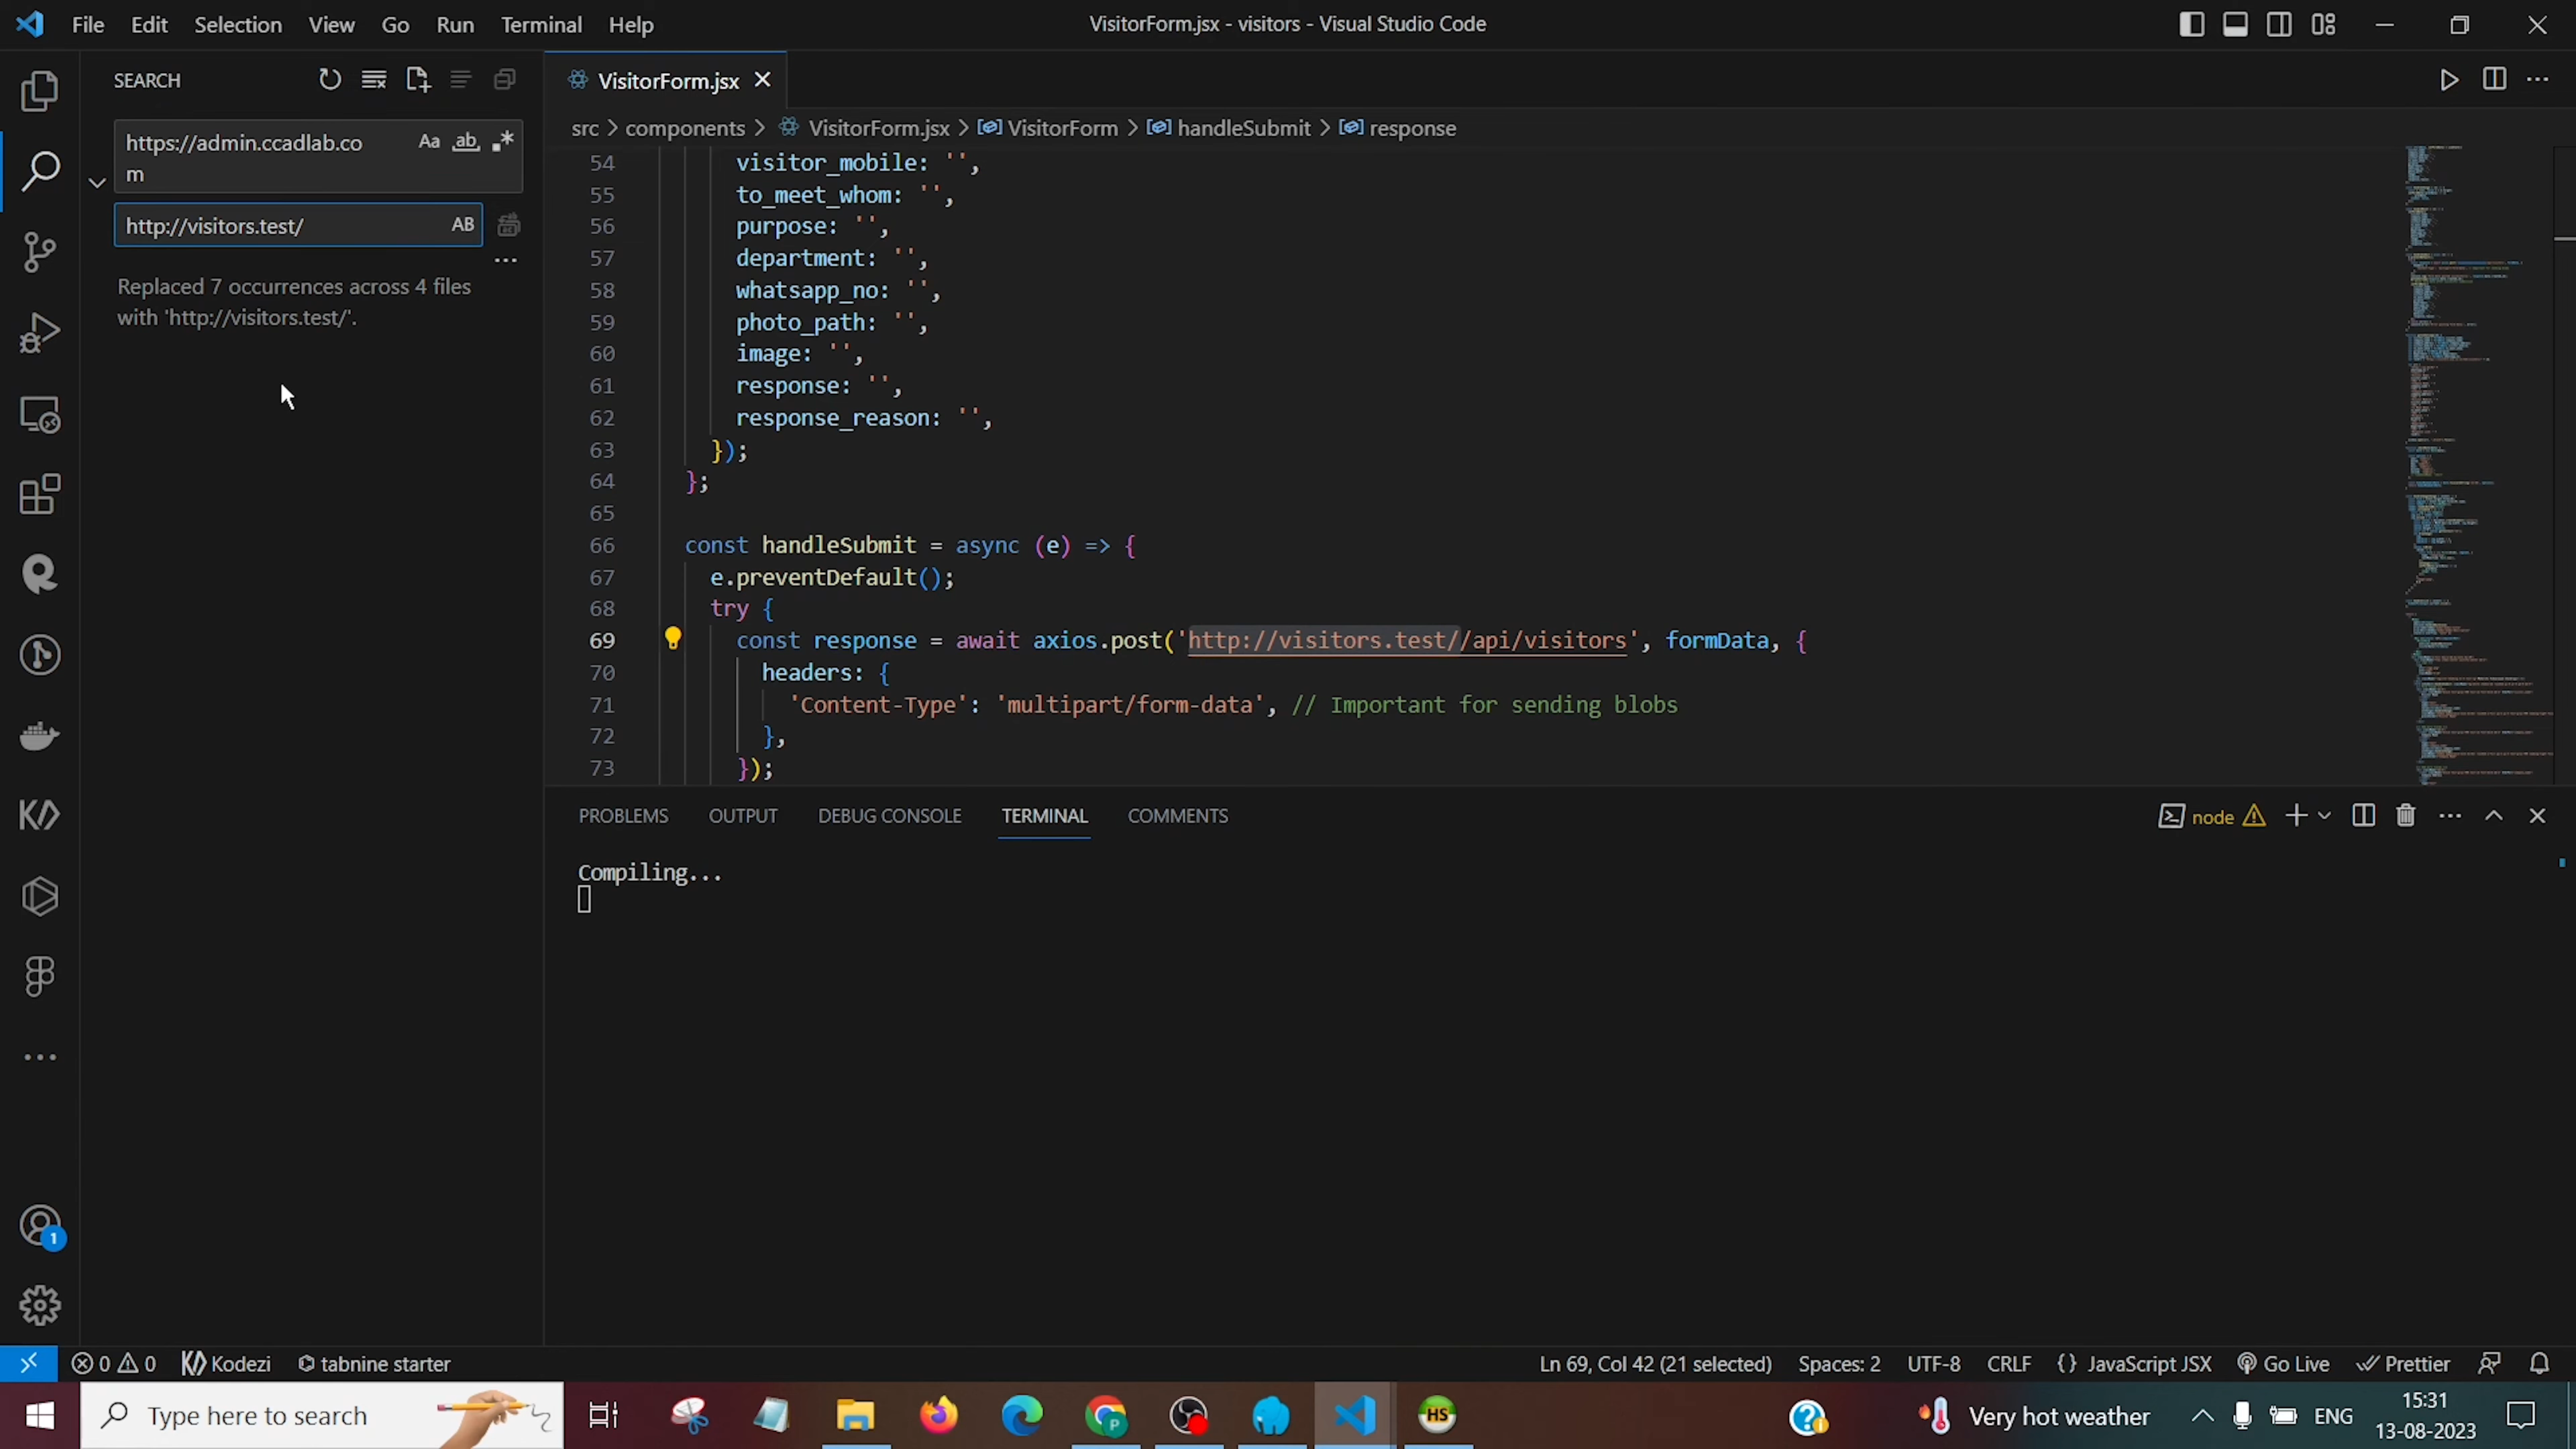 File Edit Selection View Go Run Terminal Help
VisitorForm.jsx - visitors - Visual Studio Code
SEARCH
https://admin.ccadlab.co
m
Aa ab
http://visitors.test/
AB
Replaced 7 occurrences across 4 files
with 'http://visitors.test/'.
VisitorForm.jsx
src > components > VisitorForm.jsx > VisitorForm > handleSubmit > response
54 visitor_mobile: '',
55 to_meet_whom: '',
56 purpose: '',
57 department: '',
58 whatsapp_no: '',
59 photo_path: '',
60 image: '',
61 response: '',
62 response_reason: '',
63 });
64 };
65
66 const handleSubmit = async (e) => {
67 e.preventDefault();
68 try {
69 const response = await axios.post('http://visitors.test//api/visitors', formData, {
70 headers: {
71 'Content-Type': 'multipart/form-data', // Important for sending blobs
72 },
73 });
PROBLEMS OUTPUT DEBUG CONSOLE TERMINAL COMMENTS
node
Compiling...
1
0 0 Kodezi tabnine starter
Ln 69, Col 42 (21 selected) Spaces: 2 UTF-8 CRLF {} JavaScript JSX Go Live Prettier
Type here to search
HS
Very hot weather
ENG
15:31
13-08-2023